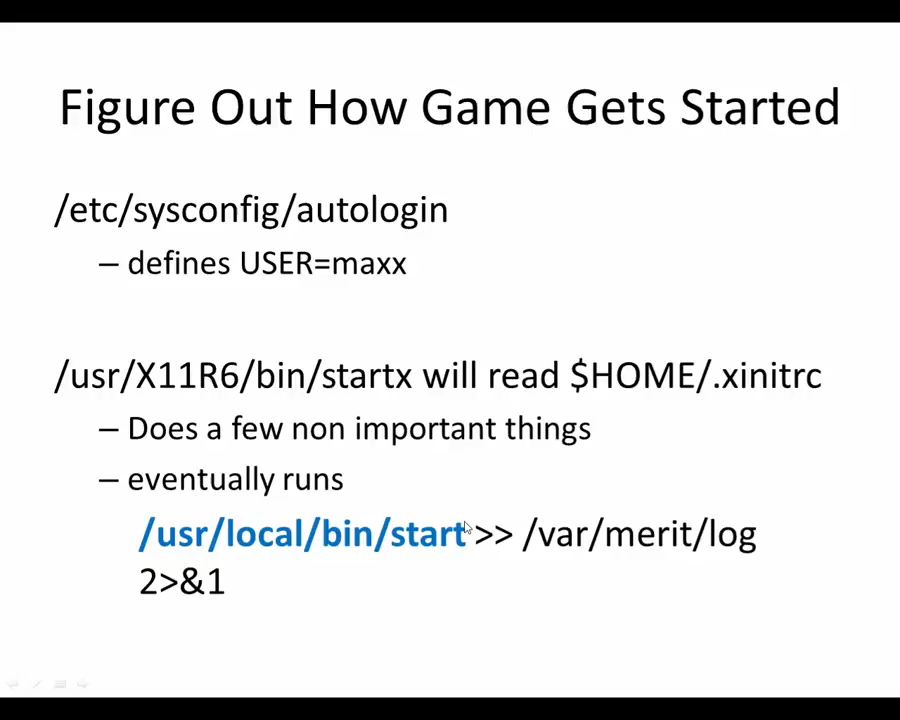 Figure Out How Game Gets Started
/etc/sysconfig/autologin
– defines USER=maxx
/usr/X11R6/bin/startx will read $HOME/.xinitrc
– Does a few non important things
– eventually runs
/usr/local/bin/start >> /var/merit/log
2>&1